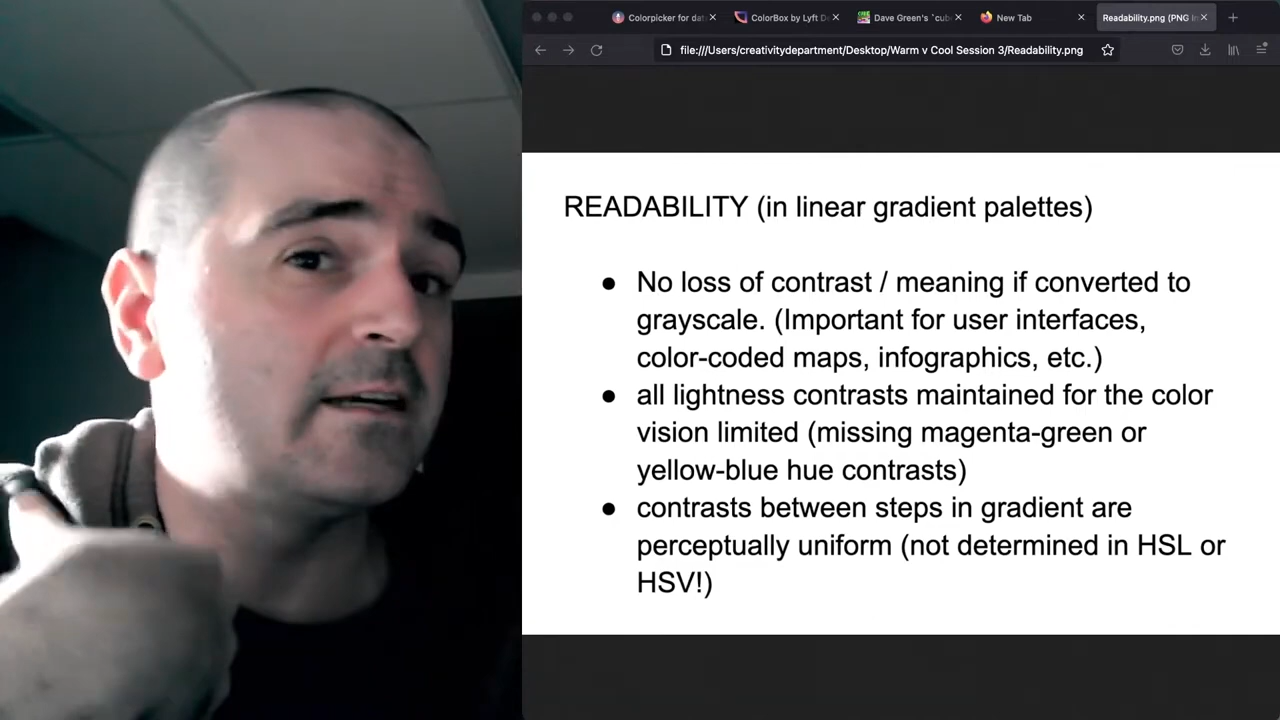 Colorpicker for dat
ColorBox by Lyft De
Dave Green's `cub
New Tab
Readability.png (PNG In
file:///Users/creativitydepartment/Desktop/Warm v Cool Session 3/Readability.png
READABILITY (in linear gradient palettes)
● No loss of contrast / meaning if converted to
grayscale. (Important for user interfaces,
color-coded maps, infographics, etc.)
● all lightness contrasts maintained for the color
vision limited (missing magenta-green or
yellow-blue hue contrasts)
● contrasts between steps in gradient are
perceptually uniform (not determined in HSL or
HSV!)